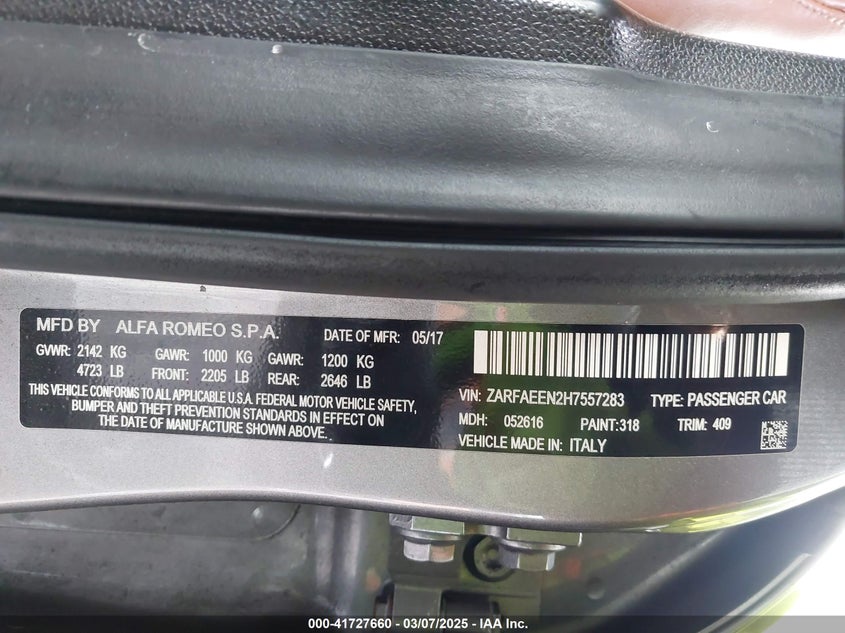 MFD BY ALFA ROMEO S.P.A. DATE OF MFR: 05/17
GVWR: 2142 KG GAWR: 1000 KG GAWR: 1200 KG
4723 LB FRONT: 2205 LB REAR: 2646 LB
THIS VEHICLE CONFORMS TO ALL APPLICABLE U.S.A. FEDERAL MOTOR VEHICLE SAFETY,
BUMPER AND THEFT PREVENTION STANDARDS IN EFFECT ON
THE DATE OF MANUFACTURE SHOWN ABOVE. .
VIN: ZARFAEEN2H7557283 TYPE: PASSENGER CAR
MDH: 052616 PAINT:318 TRIM: 409
VEHICLE MADE IN: ITALY
000-41727660 - 03/07/2025 - IAA Inc.